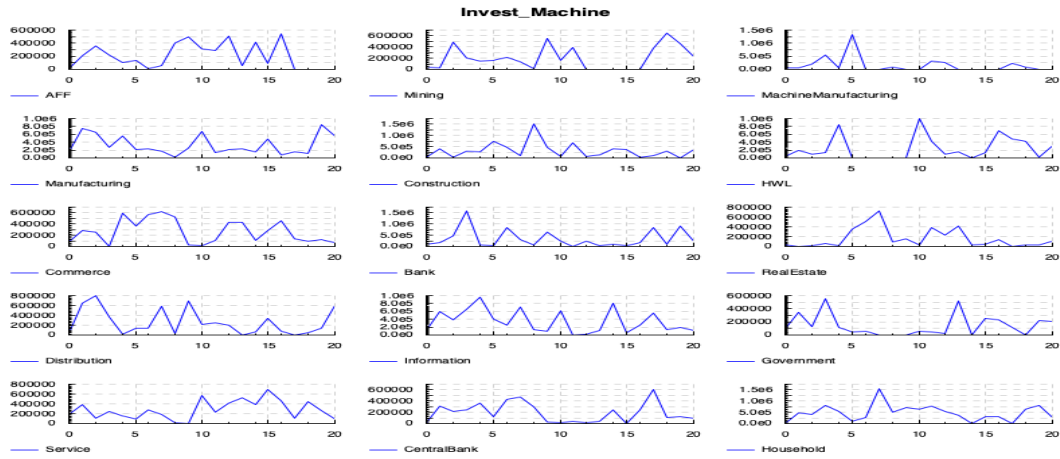 Invest_Machine
600000
400000
200000
0
0 5 10 15 20
AFF
600000
400000
200000
0
0 5 10 15 20
Mining
1.5e6
1.0e6
5.0e5
0.0e0
0 5 10 15 20
MachineManufacturing
1.0e6
8.0e5
6.0e5
4.0e5
2.0e5
0.0e0
0 5 10 15 20
Manufacturing
1.5e6
1.0e6
5.0e5
0.0e0
0 5 10 15 20
Construction
1.0e6
8.0e5
6.0e5
4.0e5
2.0e5
0.0e0
0 5 10 15 20
HWL
600000
400000
200000
0
0 5 10 15 20
Commerce
1.5e6
1.0e6
5.0e5
0.0e0
0 5 10 15 20
Bank
800000
600000
400000
200000
0
0 5 10 15 20
RealEstate
800000
600000
400000
200000
0
0 5 10 15 20
Distribution
1.0e6
8.0e5
6.0e5
4.0e5
2.0e5
0.0e0
0 5 10 15 20
Information
600000
400000
200000
0
0 5 10 15 20
Government
800000
600000
400000
200000
0
0 5 10 15 20
Service
600000
400000
200000
0
0 5 10 15 20
CentralBank
1.5e6
1.0e6
5.0e5
0.0e0
0 5 10 15 20
Household